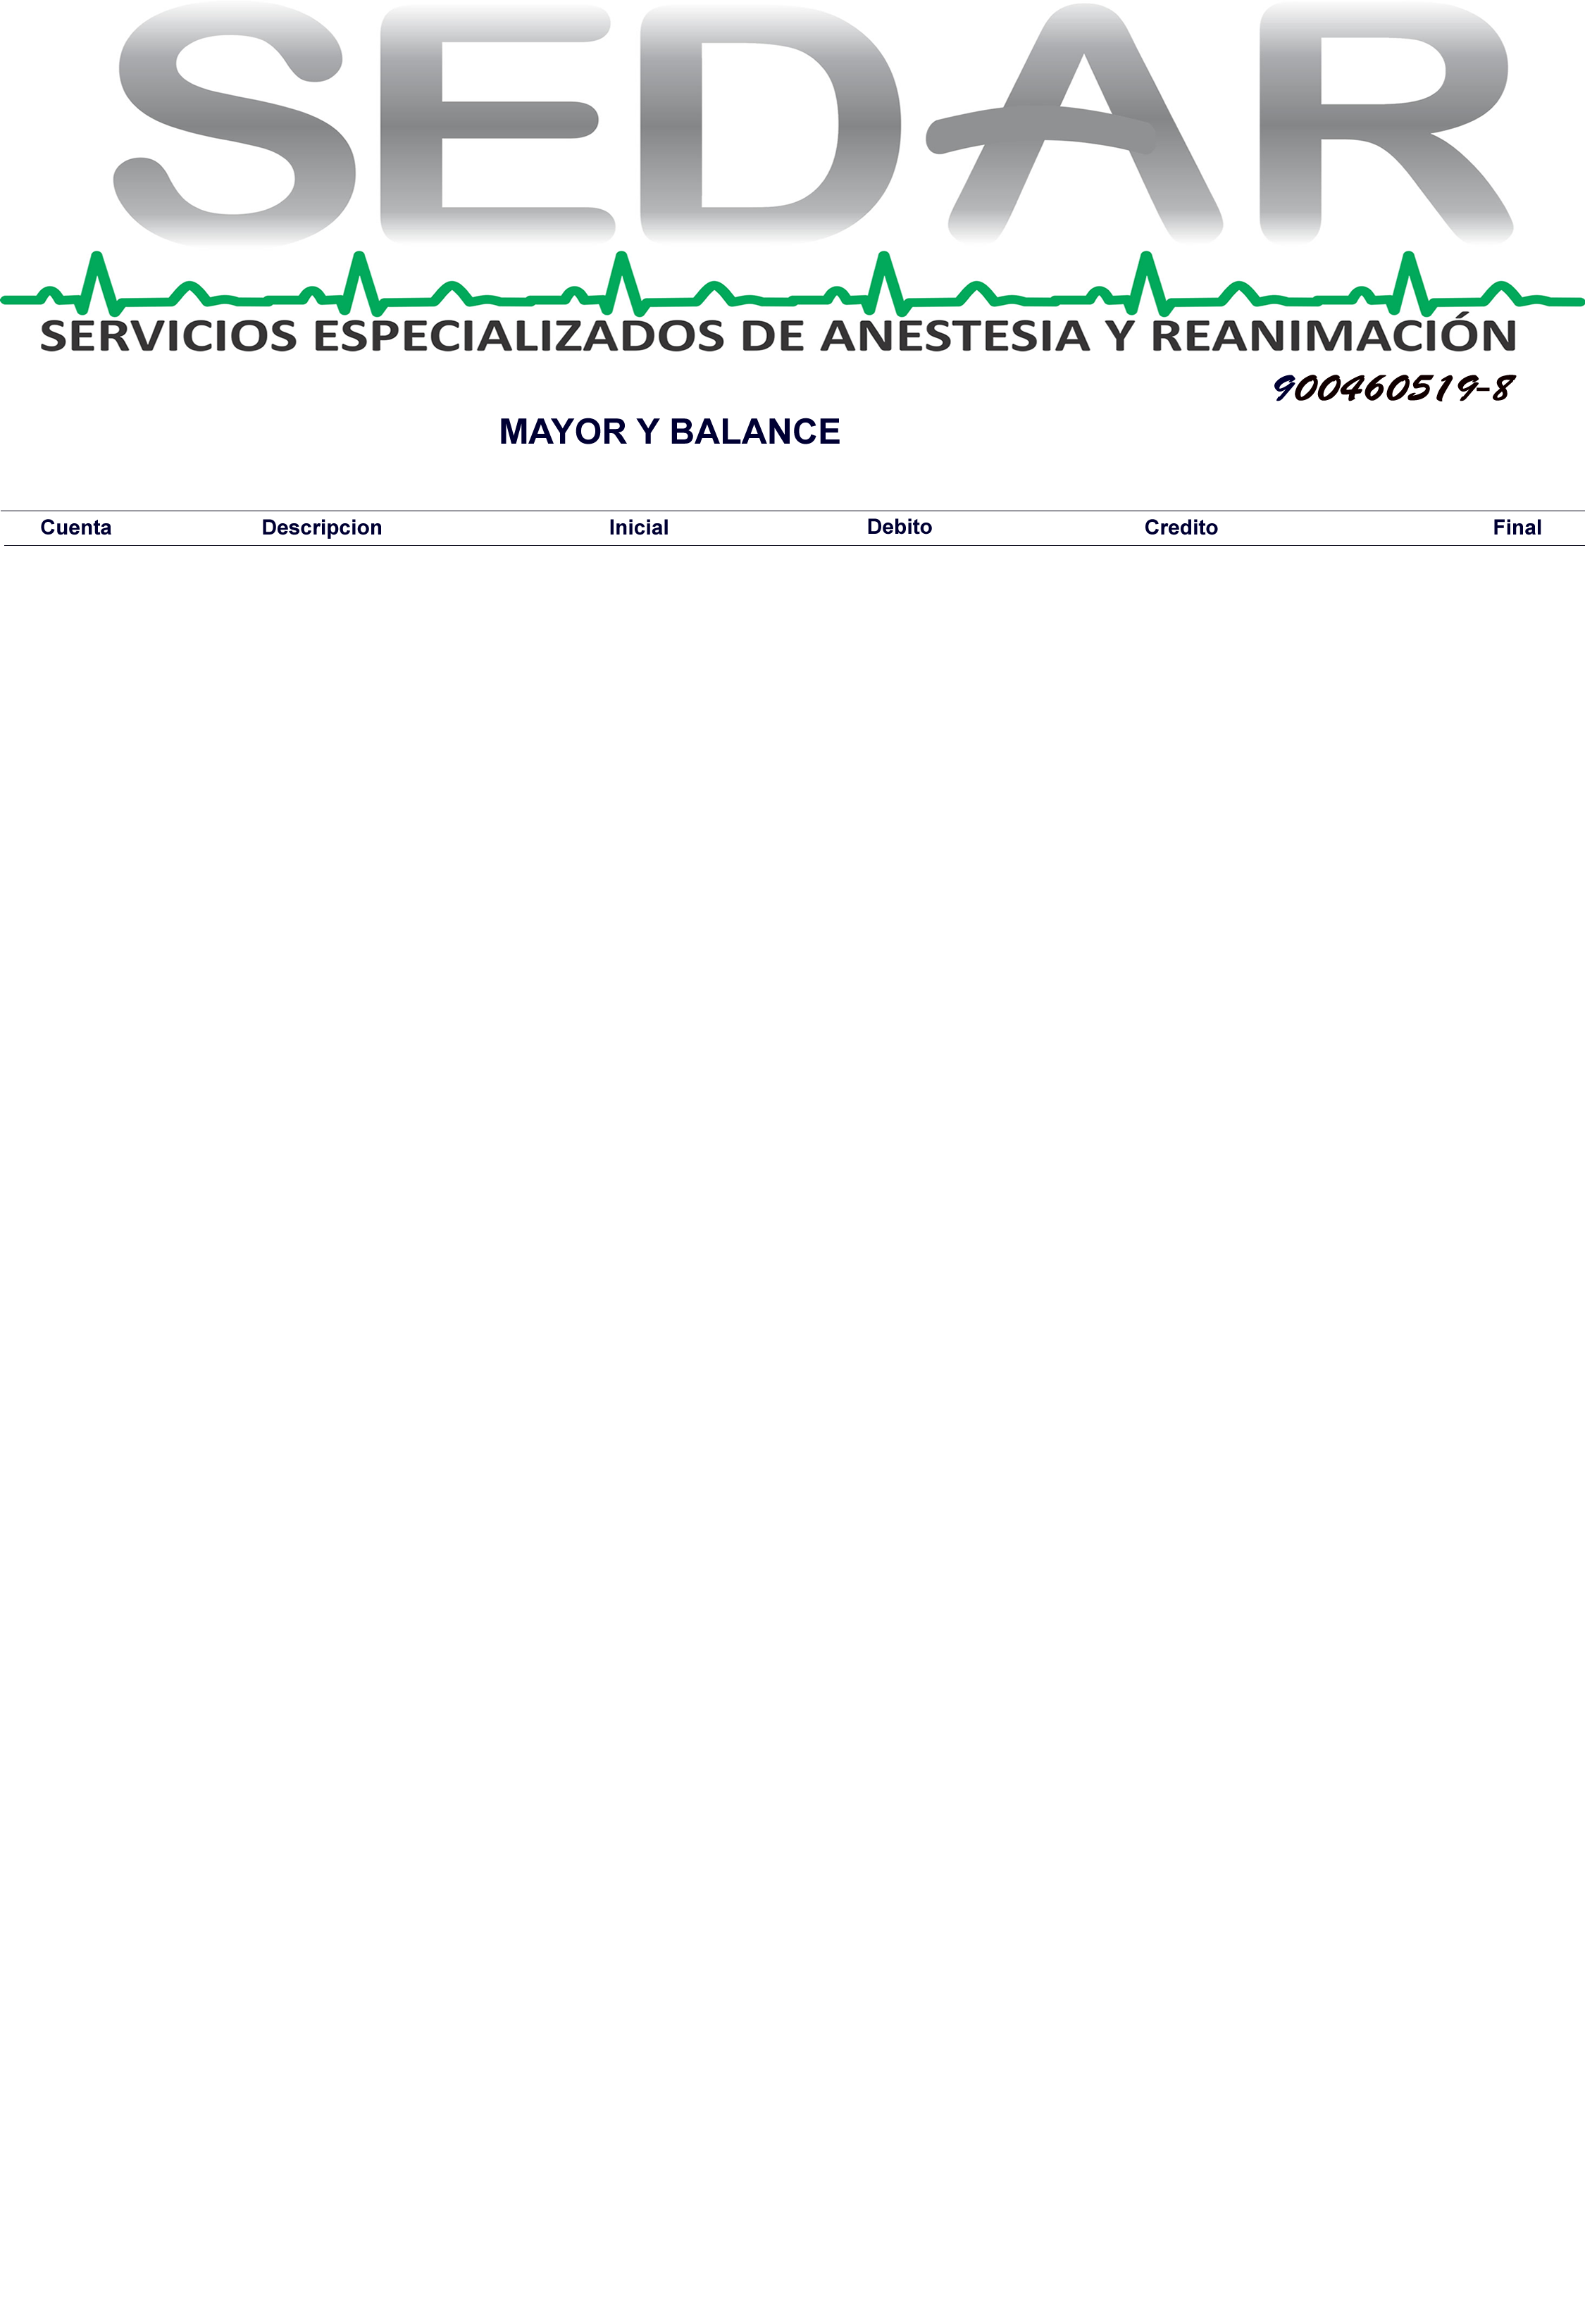 SEDAR
SERVICIOS ESPECIALIZADOS DE ANESTESIA Y REANIMACIÓN
900460519-8
MAYOR Y BALANCE
Cuenta Descripcion Inicial Debito Credito Final